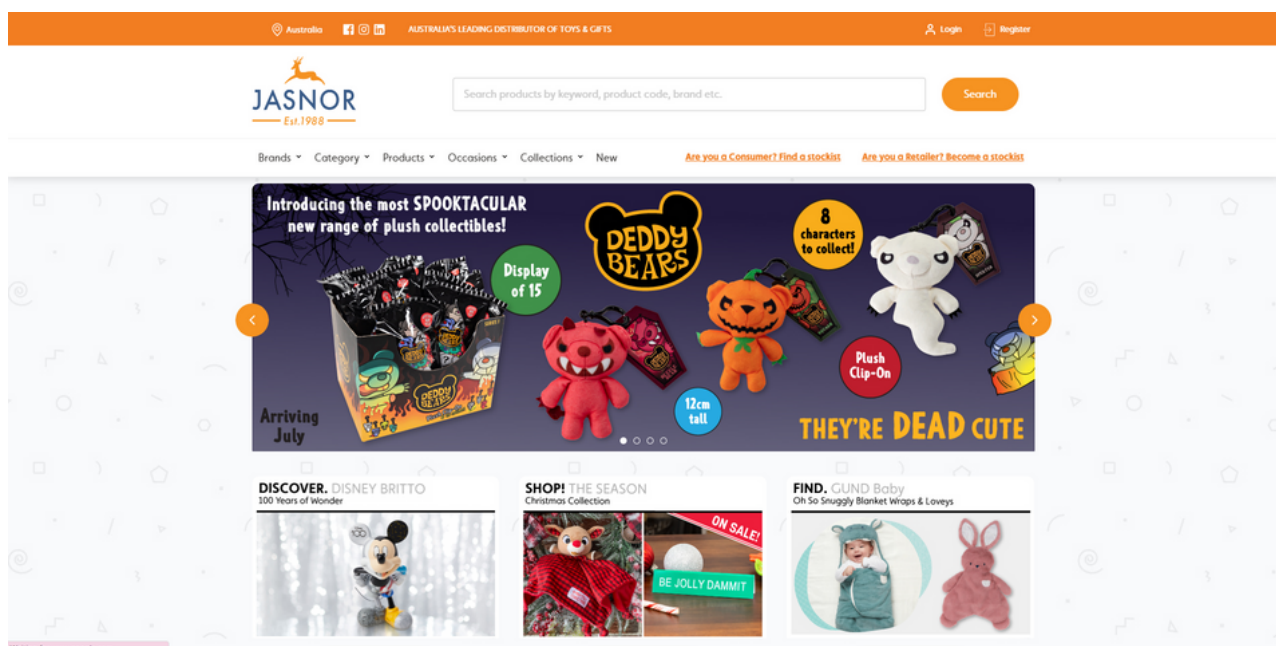 Australia
AUSTRALIA'S LEADING DISTRIBUTOR OF TOYS & GIFTS
Login
Register
JASNOR
Est.1988
Search products by keyword, product code, brand etc.
Search
Brands
Category
Products
Occasions
Collections
New
Are you a Consumer? Find a stockist
Are you a Retailer? Become a stockist
Introducing the most SPOOKTACULAR
new range of plush collectibles!
Display
of 15
DEDDY
BEARS
8
characters
to collect!
DEDDY
BEARS
12cm
tall
Plush
Clip-On
Arriving
July
THEY'RE DEAD CUTE
DISCOVER. DISNEY BRITTO
100 Years of Wonder
100
SHOP! THE SEASON
Christmas Collection
ON SALE!
BE JOLLY DAMMIT
FIND. GUND Baby
Oh So Snuggly Blanket Wraps & Loveys